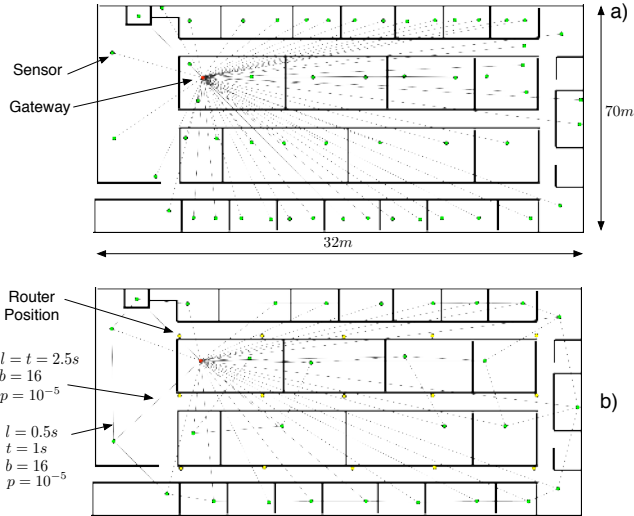 a)
Sensor
Gateway
70m
32m
Router
Position
l = t = 2.5s
b = 16
p = 10^{-5}
b)
l = 0.5s
t = 1s
b = 16
p = 10^{-5}